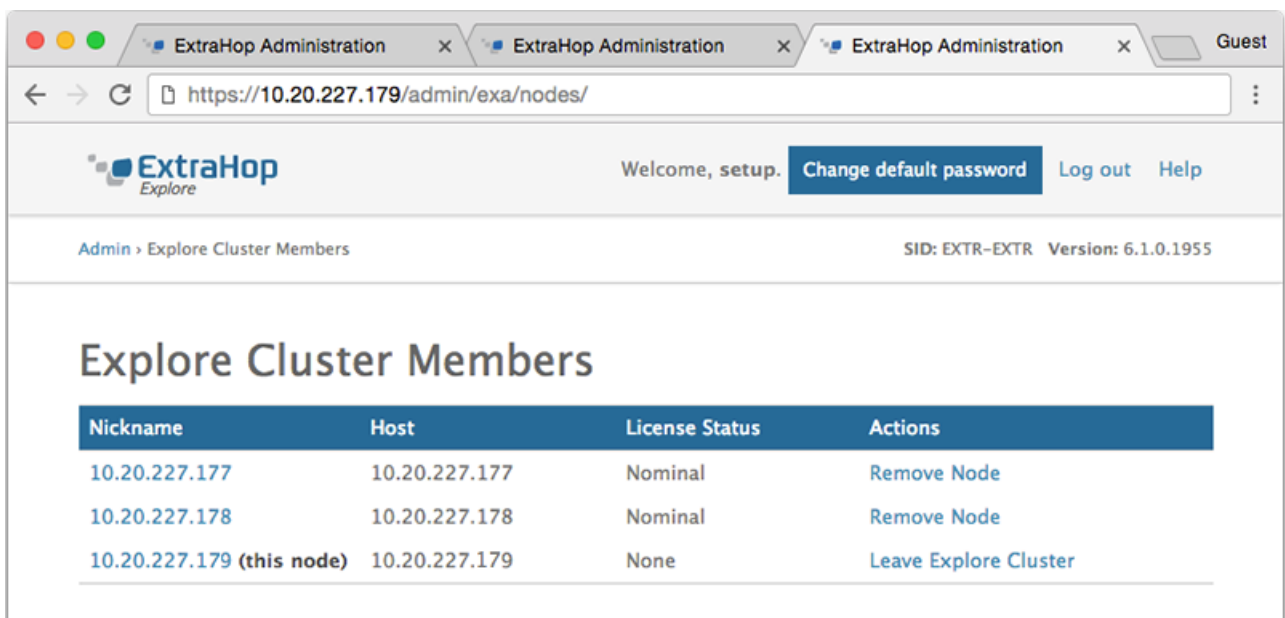 ExtraHop Administration ExtraHop Administration ExtraHop Administration Guest
https://10.20.227.179/admin/exa/nodes/
ExtraHop
Explore
Welcome, setup. Change default password Log out Help
Admin › Explore Cluster Members SID: EXTR-EXTR Version: 6.1.0.1955
Explore Cluster Members
Nickname Host License Status Actions
10.20.227.177 10.20.227.177 Nominal Remove Node
10.20.227.178 10.20.227.178 Nominal Remove Node
10.20.227.179 (this node) 10.20.227.179 None Leave Explore Cluster